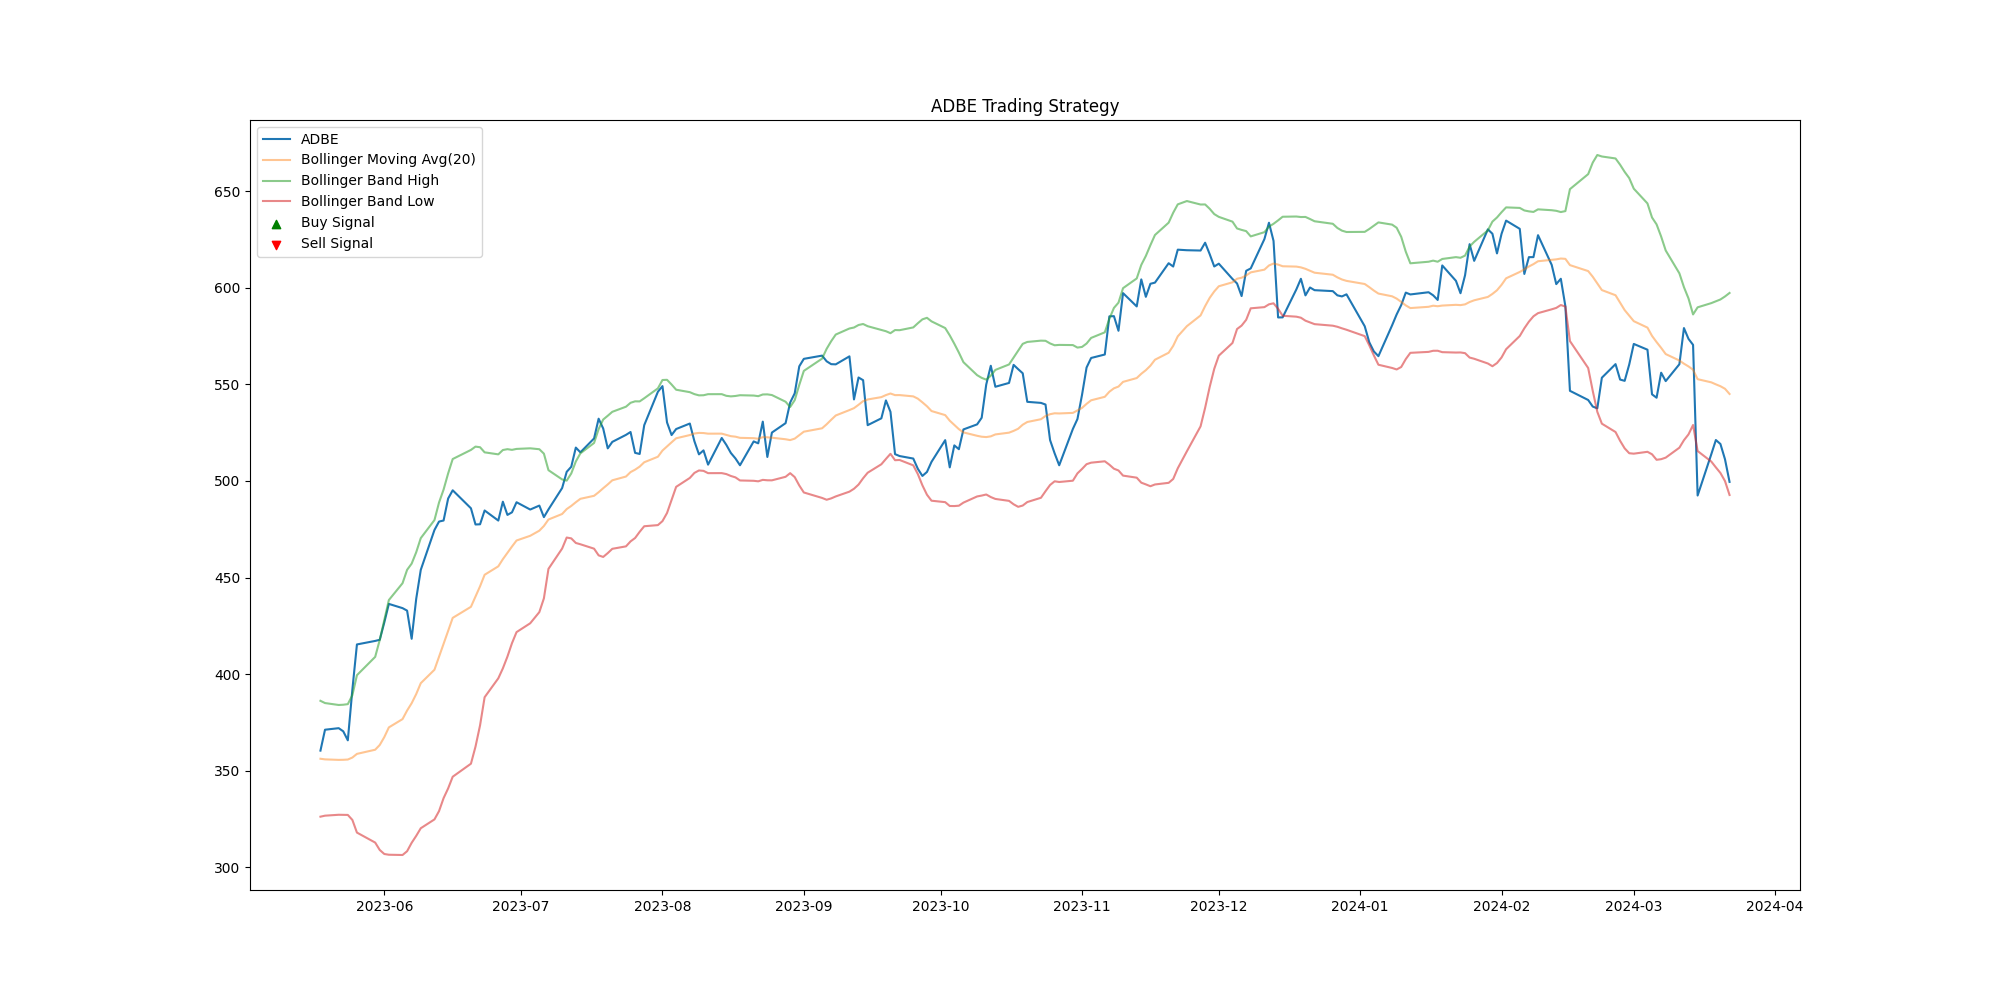 ADBE Trading Strategy
ADBE
Bollinger Moving Avg(20)
Bollinger Band High
Bollinger Band Low
Buy Signal
Sell Signal
650
600
550
500
450
400
350
300
2023-06 2023-07 2023-08 2023-09 2023-10 2023-11 2023-12 2024-01 2024-02 2024-03 2024-04